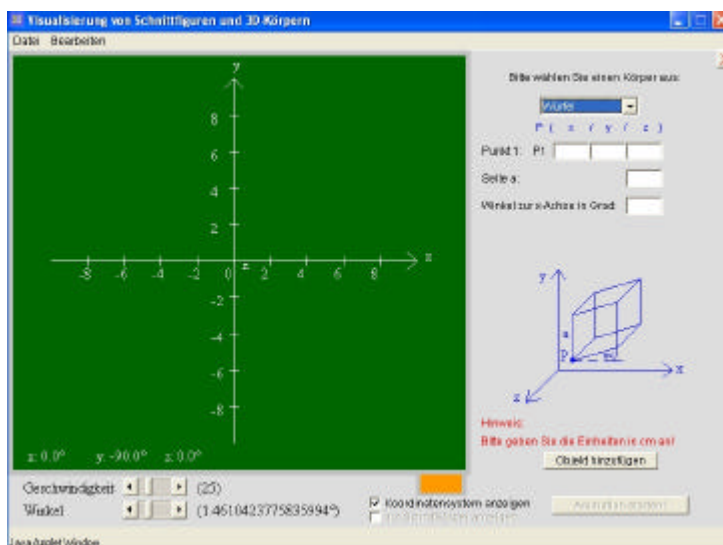 Visualisierung von Schnittfiguren und 3D-Körpern
Datei Bearbeiten
y
8
6
4
2
-8 -6 -4 -2 0 z 2 4 6 8 x
-2
-4
-6
-8
x: 0.0° y: -90.0° z: 0.0°
Geschwindigkeit (25)
Winkel (1.4610423775835994°)
Bitte wählen Sie einen Körper aus:
Würfel
P ( x / y / z )
Punkt 1: P1
Seite a:
Winkel zur x-Achse in Grad:
y
a
P
x
z
Hinweis:
Bitte geben Sie die Einheiten in cm an!
Objekt hinzufügen
Koordinatensystem anzeigen
Java Applet Window